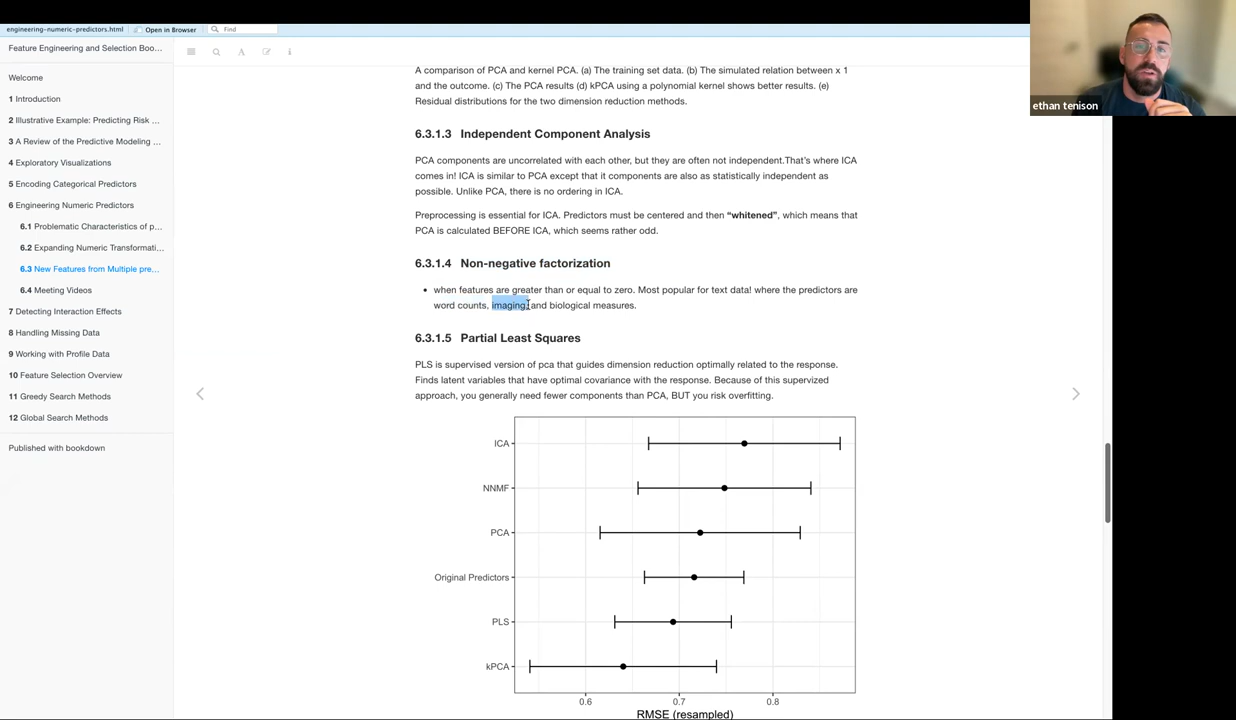 engineering-numeric-predictors.html
Open in Browser
Find
Feature Engineering and Selection Boo…
Welcome
1 Introduction
2 Illustrative Example: Predicting Risk …
3 A Review of the Predictive Modeling …
4 Exploratory Visualizations
5 Encoding Categorical Predictors
6 Engineering Numeric Predictors
6.1 Problematic Characteristics of p…
6.2 Expanding Numeric Transformati…
6.3 New Features from Multiple pre…
6.4 Meeting Videos
7 Detecting Interaction Effects
8 Handling Missing Data
9 Working with Profile Data
10 Feature Selection Overview
11 Greedy Search Methods
12 Global Search Methods
Published with bookdown
A
i
A comparison of PCA and kernel PCA. (a) The training set data. (b) The simulated relation between x 1
and the outcome. (c) The PCA results (d) kPCA using a polynomial kernel shows better results. (e)
Residual distributions for the two dimension reduction methods.
6.3.1.3 Independent Component Analysis
PCA components are uncorrelated with each other, but they are often not independent.That's where ICA
comes in! ICA is similar to PCA except that it components are also as statistically independent as
possible. Unlike PCA, there is no ordering in ICA.
Preprocessing is essential for ICA. Predictors must be centered and then “whitened”, which means that
PCA is calculated BEFORE ICA, which seems rather odd.
6.3.1.4 Non-negative factorization
• when features are greater than or equal to zero. Most popular for text data! where the predictors are
word counts, imaging, and biological measures.
6.3.1.5 Partial Least Squares
PLS is supervised version of pca that guides dimension reduction optimally related to the response.
Finds latent variables that have optimal covariance with the response. Because of this supervised
approach, you generally need fewer components than PCA, BUT you risk overfitting.
ICA
NNMF
PCA
Original Predictors
PLS
kPCA
0.6 0.7 0.8
RMSE (resampled)
ethan tenison